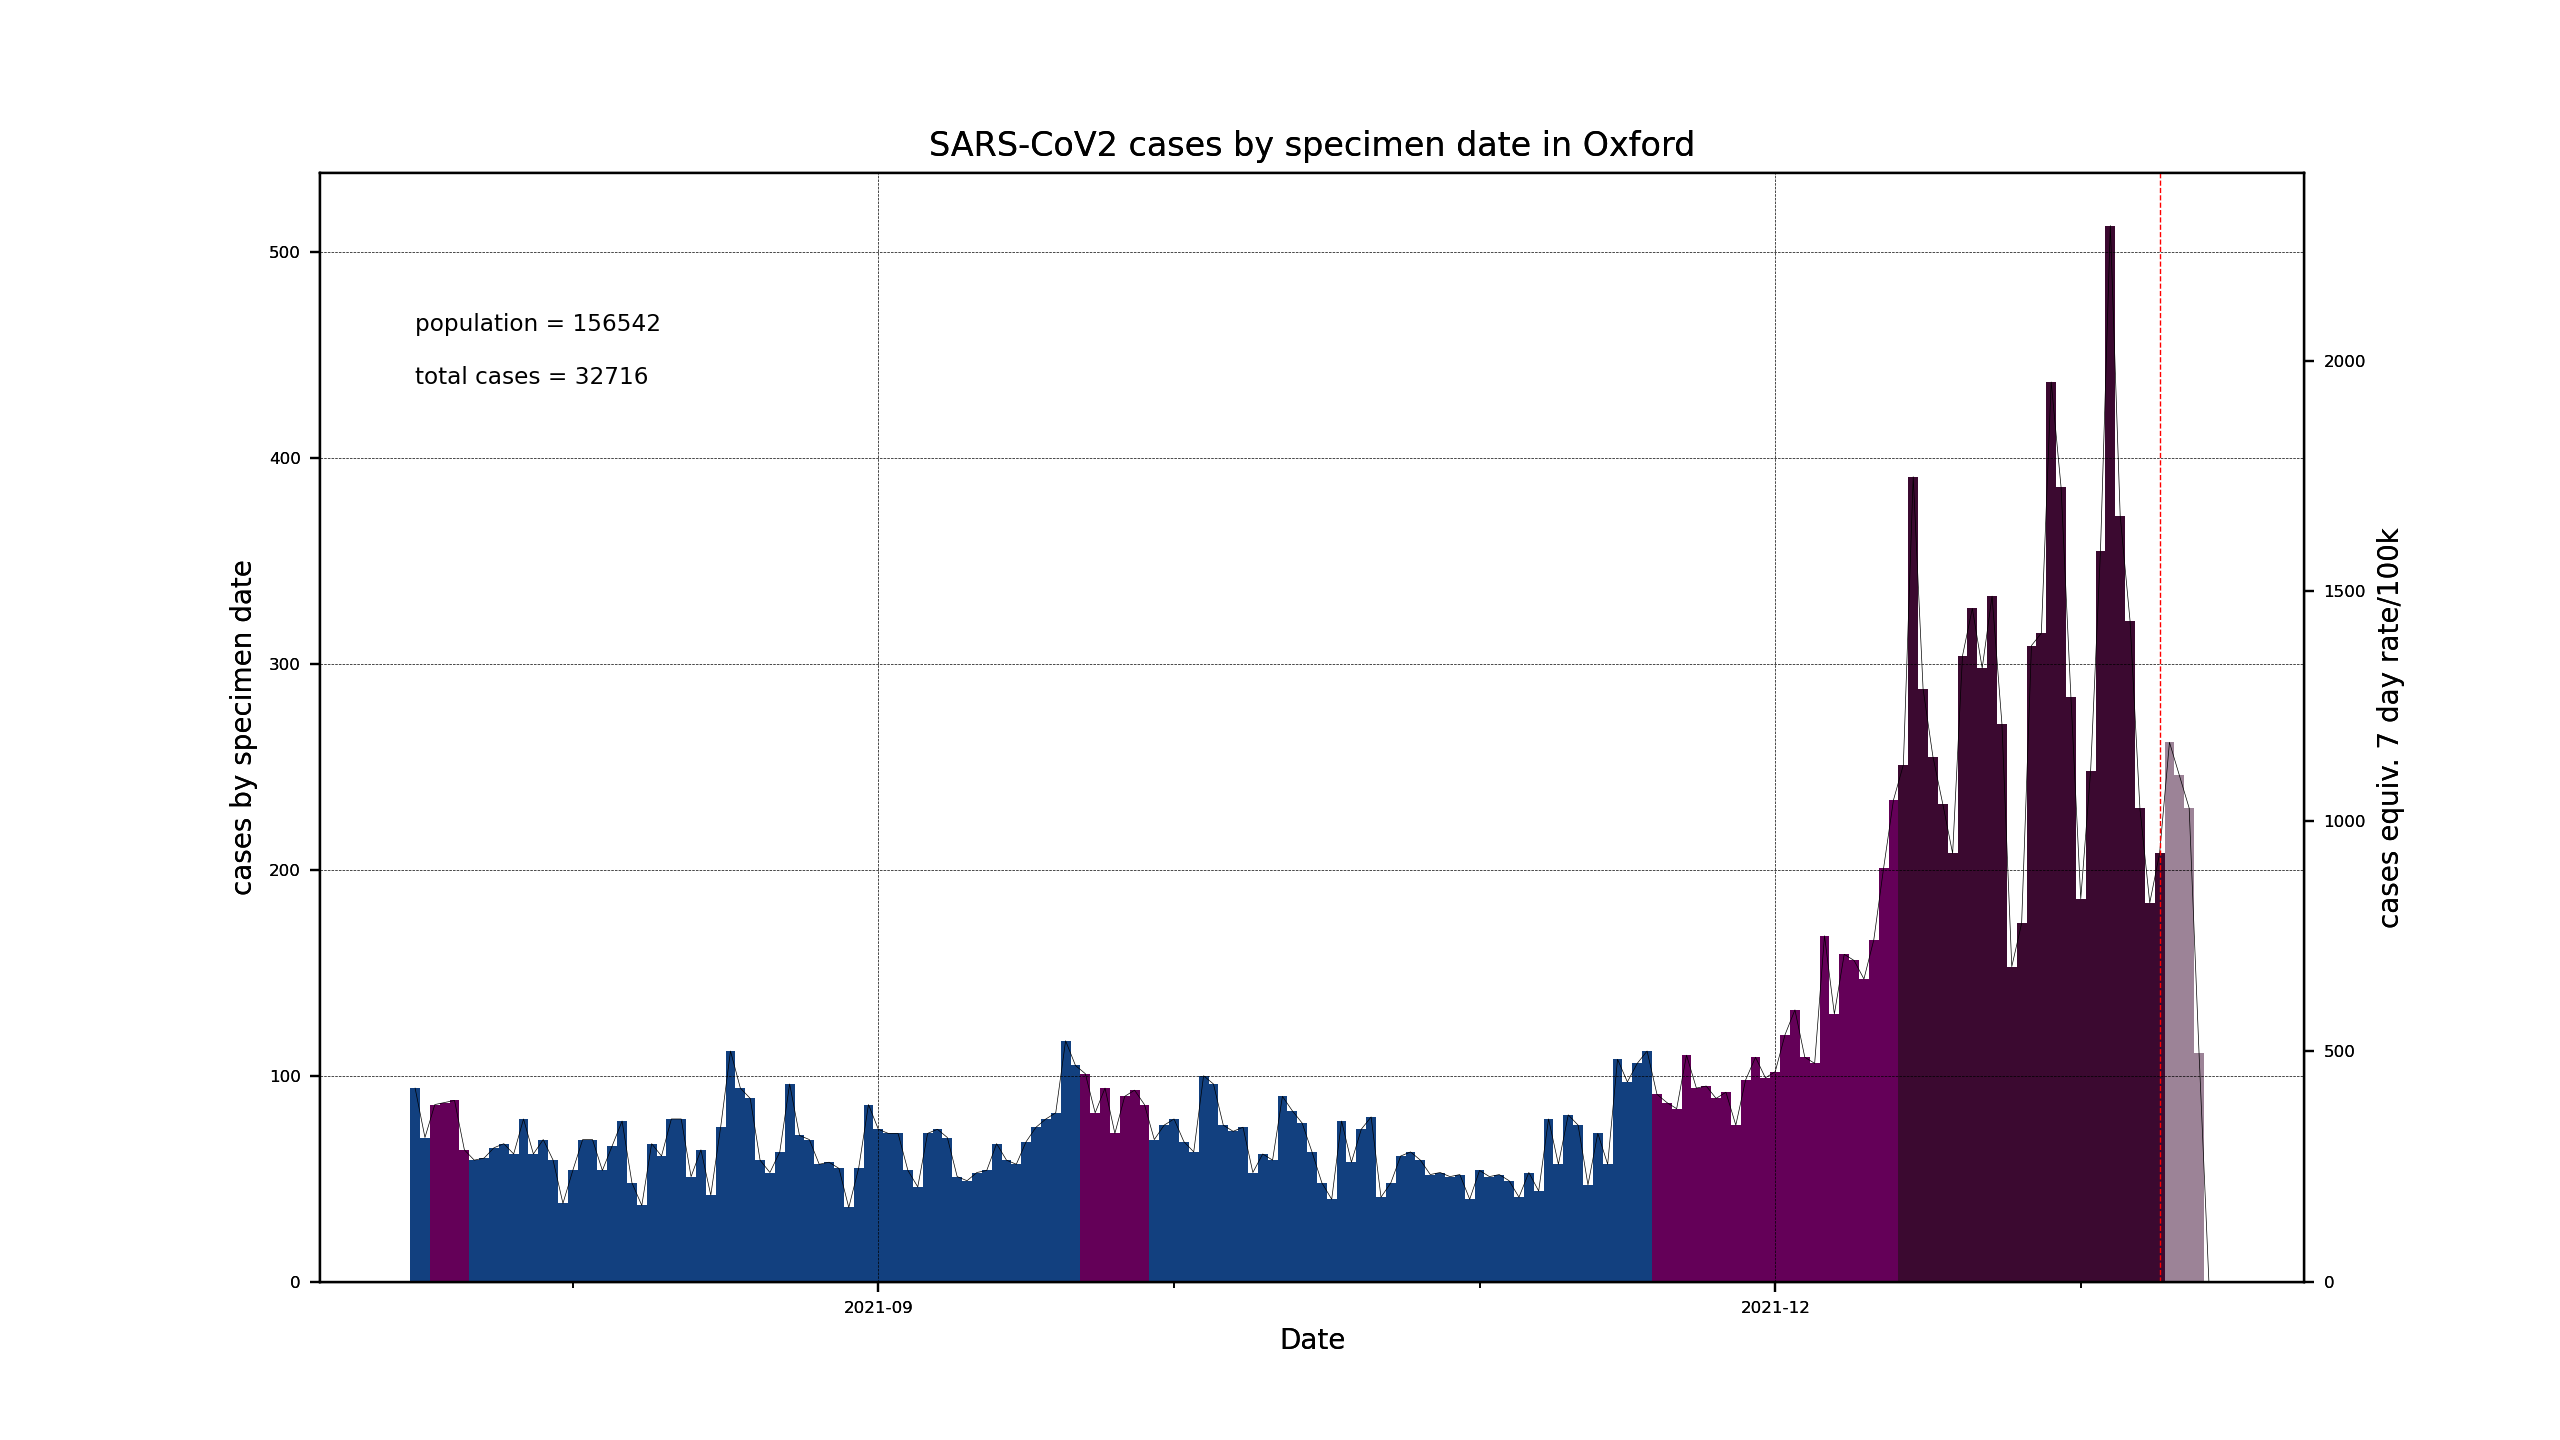 SARS-CoV2 cases by specimen date in Oxford
population = 156542
total cases = 32716
cases by specimen date
500
400
300
200
100
0
cases equiv. 7 day rate/100k
2000
1500
1000
500
0
2021-09
2021-12
Date